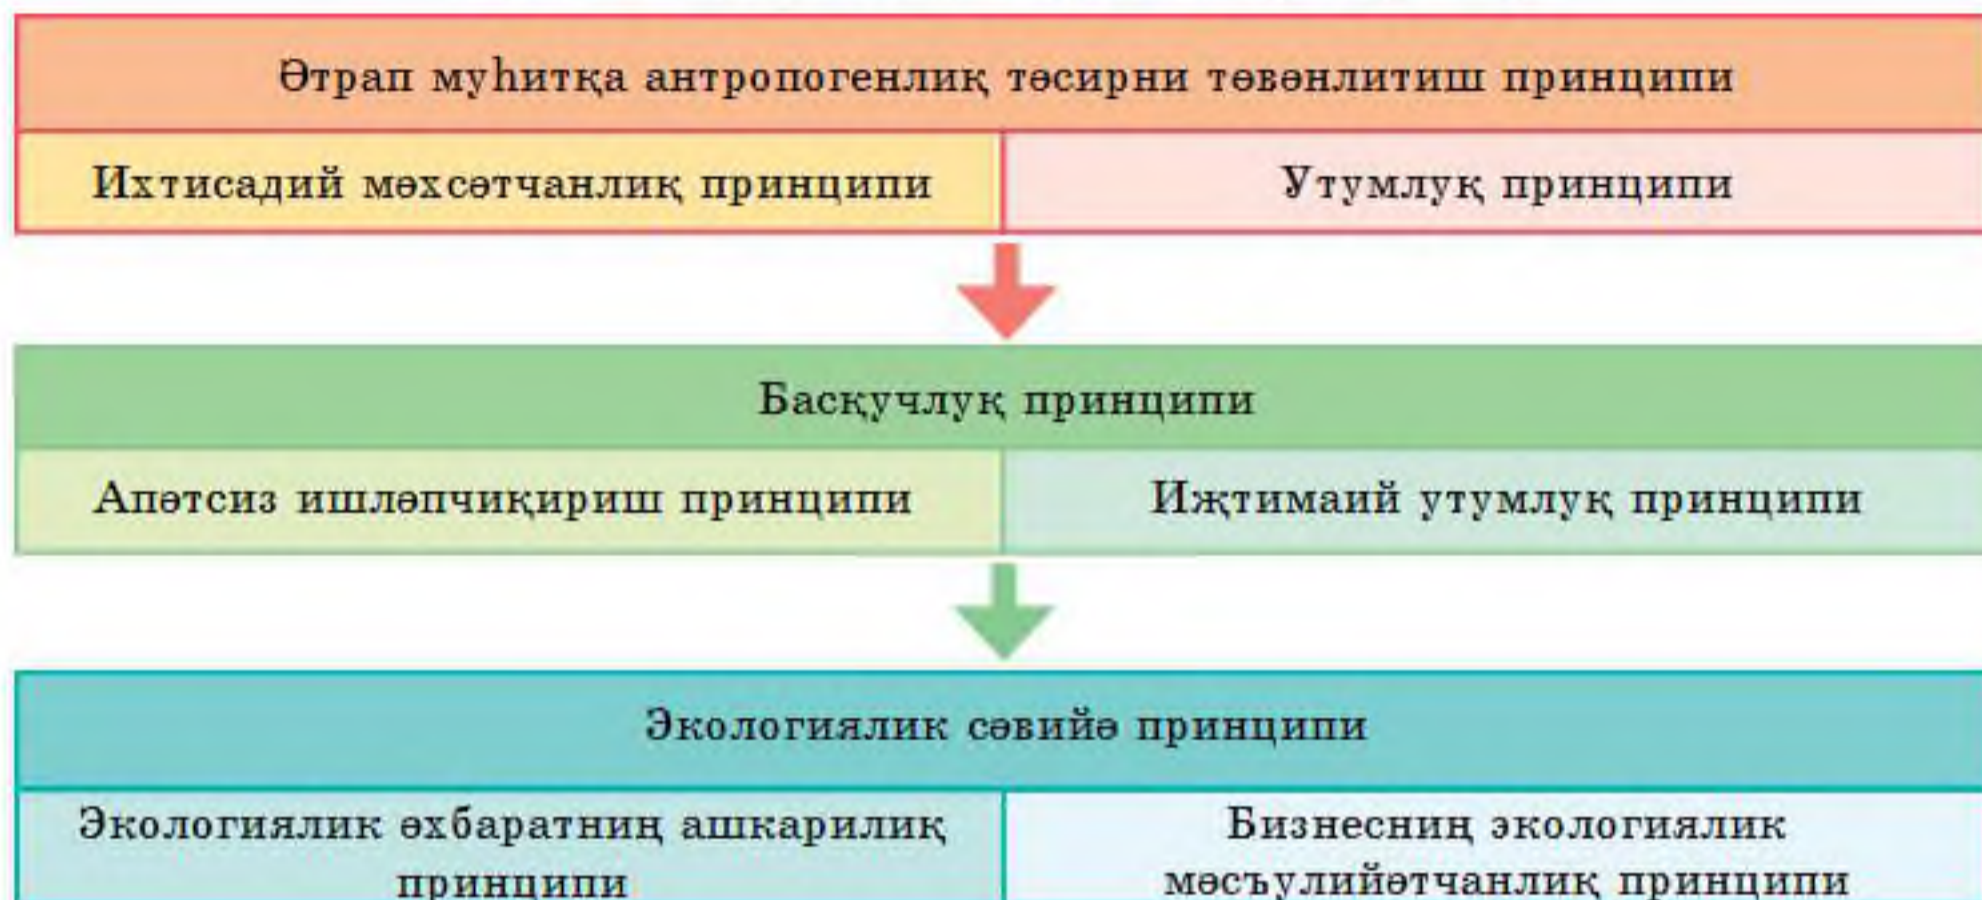 Әтрап муһитқа антропогенлиқ тәсирни төвәнлитиш принципи
Ихтисадий мәхсәтчанлиқ принципи
Утумлуқ принципи
Басқучлуқ принципи
Апәтсиз ишләпчиқириш принципи
Иҗтимаий утумлуқ принципи
Экологиялик сәвийә принципи
Экологиялик әхбаратниң ашкарилиқ
принципи
Бизнесниң экологиялик
мәсъулийәтчанлиқ принципи